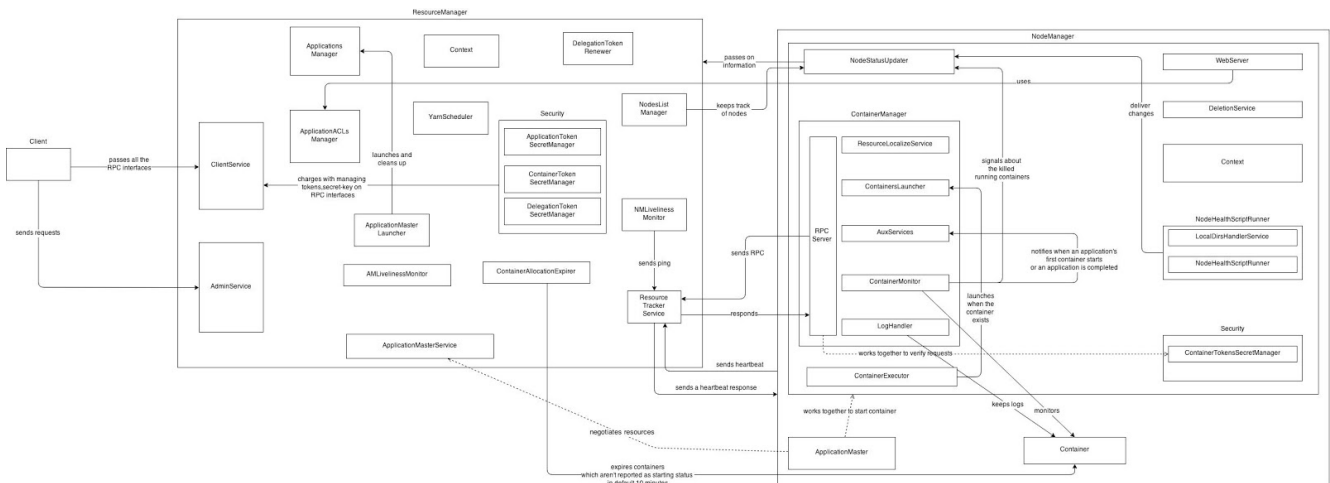 ResourceManager
Applications
Manager
Context
DelegationToken
Renewer
ApplicationACLs
Manager
YarnScheduler
Security
ApplicationToken
SecretManager
ContainerToken
SecretManager
DelegationToken
SecretManager
NodesList
Manager
Client
passes all the
RPC interfaces
ClientService
charges with managing
tokens,secret-key on
RPC interfaces
launches and
cleans up
ApplicationMaster
Launcher
NMLiveliness
Monitor
sends requests
AdminService
AMLivelinessMonitor
ContainerAllocationExpirer
sends ping
Resource
Tracker
Service
ApplicationMasterService
passes on
information
keeps track
of nodes
sends RPC
responds
sends heartbeat
sends a heartbeat response
negotiates resources
expires containers
which aren't reported as starting status
in default 10 minutes
NodeManager
NodeStatusUpdater
WebServer
uses
deliver
changes
DeletionService
ContainerManager
RPC
Server
ResourceLocalizeService
ContainersLauncher
AuxServices
ContainerMonitor
LogHandler
signals about
the killed
running containers
Context
NodeHealthScriptRunner
LocalDirsHandlerService
NodeHealthScriptRunner
notifies when an application's
first container starts
or an application is completed
launches
when the
container
exists
Security
ContainerTokensSecretManager
works together to verify requests
ContainerExecutor
works together to start container
keeps logs
monitors
ApplicationMaster
Container